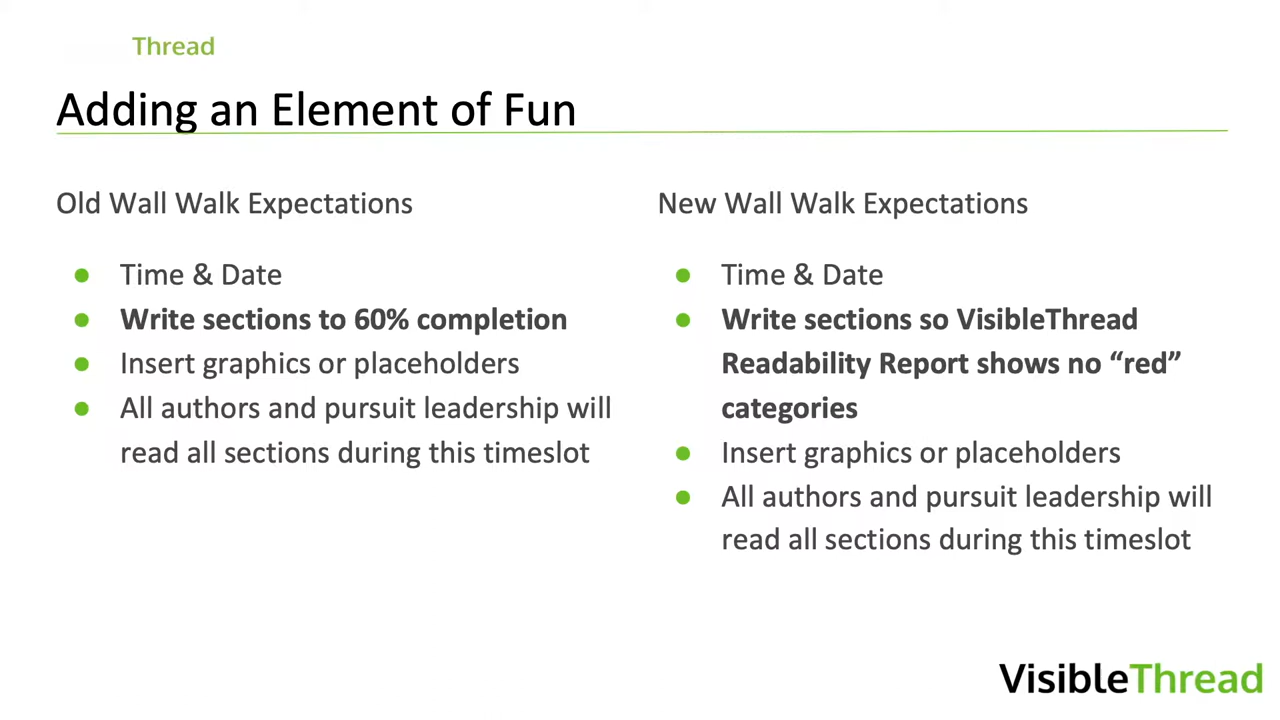 Thread
Adding an Element of Fun
Old Wall Walk Expectations
● Time & Date
● Write sections to 60% completion
● Insert graphics or placeholders
● All authors and pursuit leadership will
read all sections during this timeslot
New Wall Walk Expectations
● Time & Date
● Write sections so VisibleThread
Readability Report shows no “red”
categories
● Insert graphics or placeholders
● All authors and pursuit leadership will
read all sections during this timeslot
VisibleThread